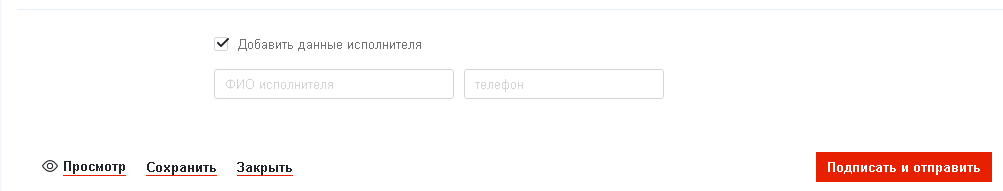 Добавить данные исполнителя
ФИО исполнителя телефон
Просмотр Сохранить Закрыть Подписать и отправить